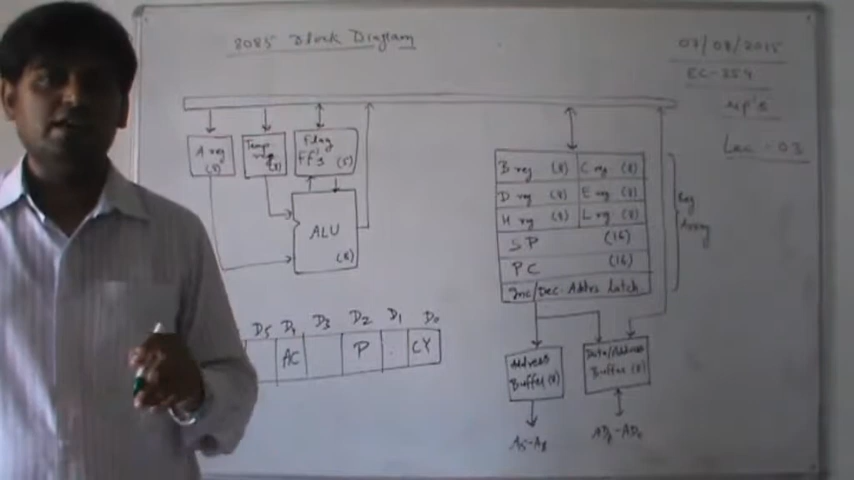 8085 Block Diagram
07/08/2015
EC-254
μp's
Lec - 03
A reg
(8)
Temp
reg (8)
Flag
FF's (5)
ALU
(8)
B reg (8) C reg (8)
D reg (8) E reg (8)
H reg (8) L reg (8)
SP (16)
PC (16)
Inc/Dec. Addrs latch
Reg
Array
Address
Buffer (8)
Data/Address
Buffer (8)
A15-A8
AD7-AD0
D5 D4 D3 D2 D1 D0
AC P CY